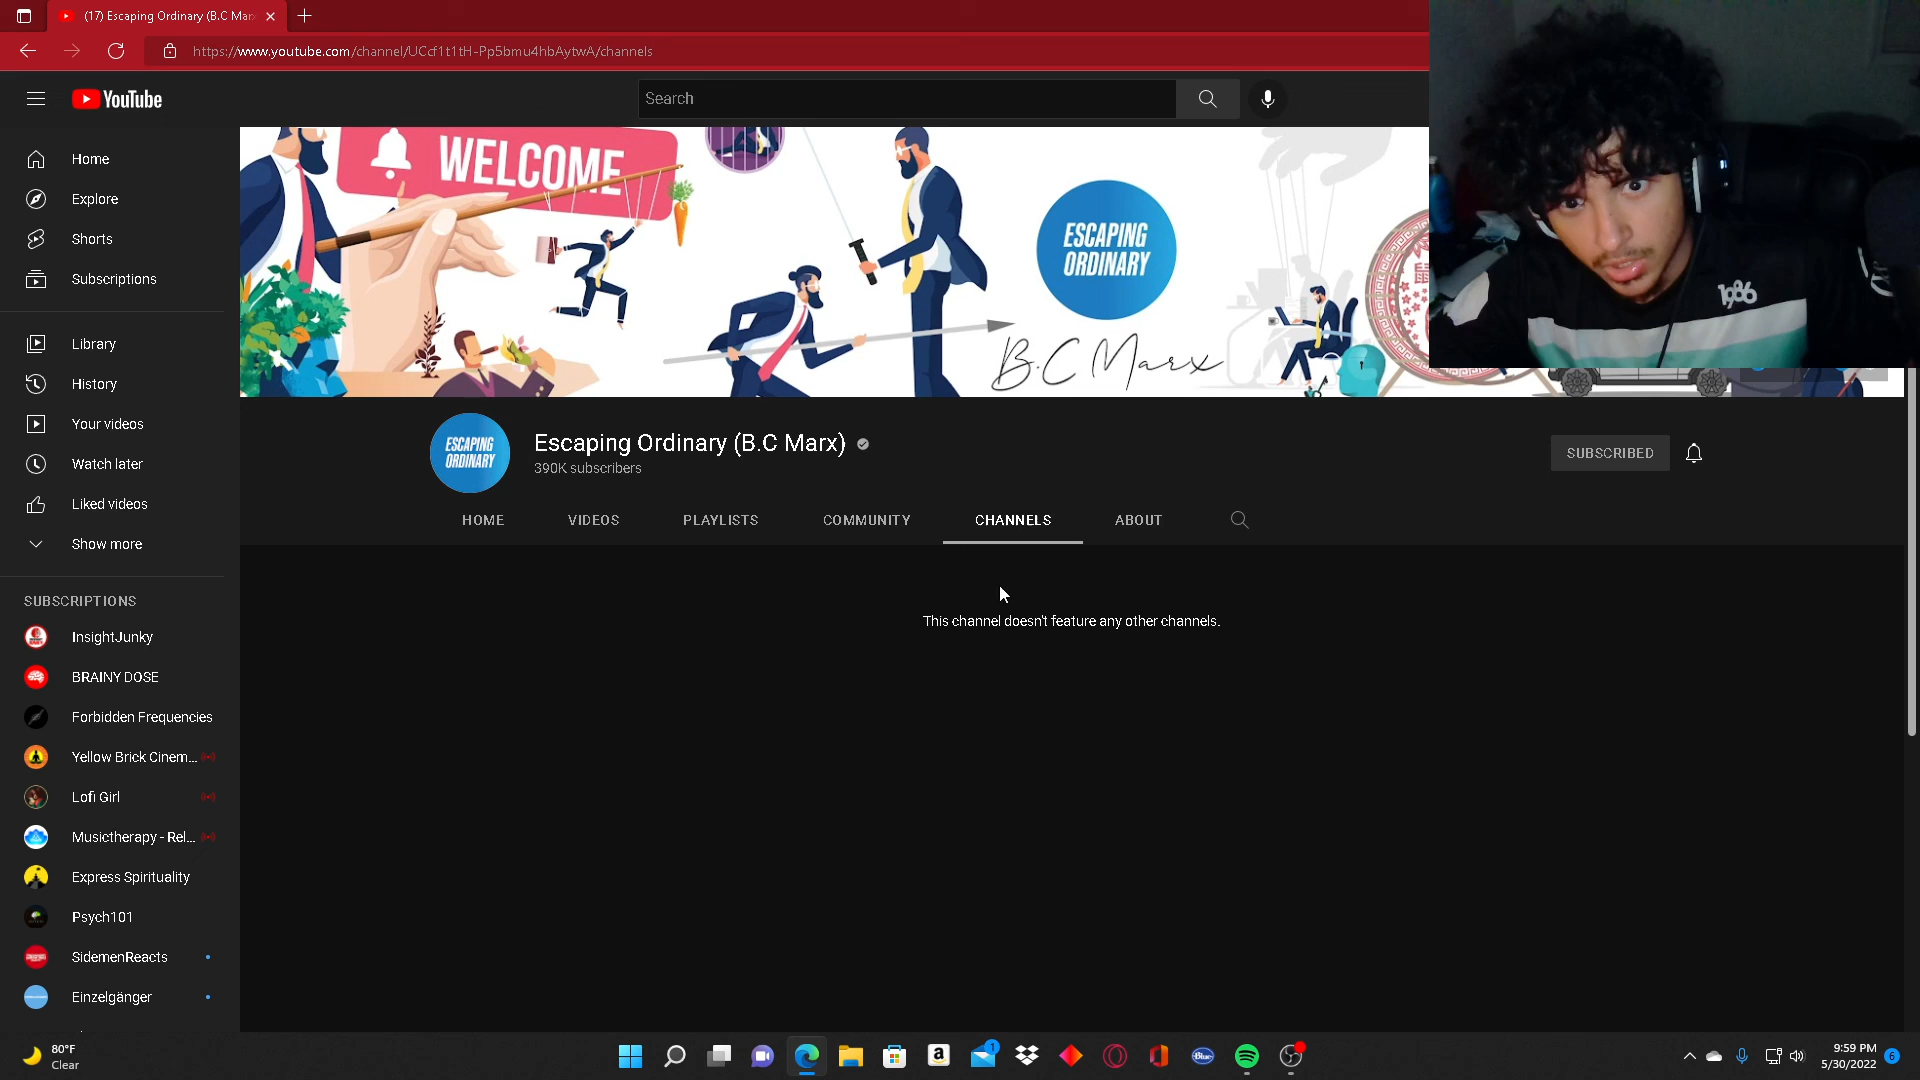 (17) Escaping Ordinary (B.C Mar
https://www.youtube.com/channel/UCcf1t1tH-Pp5bmu4hbAytwA/channels
YouTube
Search
Home
Explore
Shorts
Subscriptions
Library
History
Your videos
Watch later
Liked videos
Show more
SUBSCRIPTIONS
InsightJunky
BRAINY DOSE
Forbidden Frequencies
Yellow Brick Cinem...
Lofi Girl
Musictherapy - Rel...
Express Spirituality
Psych101
SidemenReacts
Einzelgänger
WELCOME
ESCAPING
ORDINARY
B.C Marx
1986
ESCAPING
ORDINARY
Escaping Ordinary (B.C Marx)
390K subscribers
SUBSCRIBED
HOME
VIDEOS
PLAYLISTS
COMMUNITY
CHANNELS
ABOUT
This channel doesn't feature any other channels.
80°F
Clear
a
1
Blue
9:59 PM
5/30/2022
6